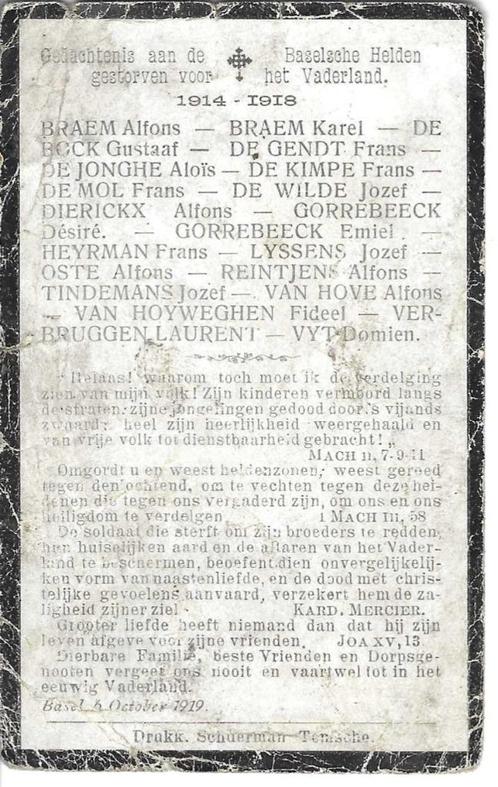 Gedachtenis aan de Bazelsche Helden
gestorven voor het Vaderland.
1914 - 1918
BRAEM Alfons — BRAEM Karel — DE
BOCK Gustaaf — DE GENDT Frans —
DE JONGHE Aloïs — DE KIMPE Frans —
DE MOL Frans — DE WILDE Jozef —
DIERICKX Alfons — GORREBEECK
Désiré. — GORREBEECK Emiel. —
HEYRMAN Frans — LYSSENS Jozef —
OSTE Alfons — REINTJENS Alfons —
TINDEMANS Jozef — VAN HOVE Alfons
— VAN HOYWEGHEN Fideel — VER-
BRUGGEN LAURENT — VYT Domien.
Helaas! waarom toch moet ik de verdelging
zien van mijn volk! Zijn kinderen vermoord langs
de straten; zijne jongelingen gedood door 's vijands
zwaard; heel zijn heerlijkheid weergehaald en
van vrije volk tot dienstbaarheid gebracht! „
MACH II, 7-9-11
Omgordt u en weest heldenzonen, weest gereed
tegen den ochtend, om te vechten tegen deze hei-
denen die tegen ons vergaderd zijn, om ons en ons
heiligdom te verdelgen 1 MACH III, 58
De soldaat die sterft om zijn broeders te redden,
hun huiselijken aard en de altaren van het Vader-
land te beschermen, beoefent dien onvergelijkelij-
ken vorm van naastenliefde, en de dood met chris-
telijke gevoelens aanvaard, verzekert hem de za-
ligheid zijner ziel KARD. MERCIER.
Grooter liefde heeft niemand dan dat hij zijn
leven afgeve voor zijne vrienden. JOA XV, 13.
Dierbare Familie, beste Vrienden en Dorpsge-
nooten vergeet ons nooit en vaartwel tot in het
eeuwig Vaderland.
Basel, October 1919.
Drukk. Schuerman-Temsche.